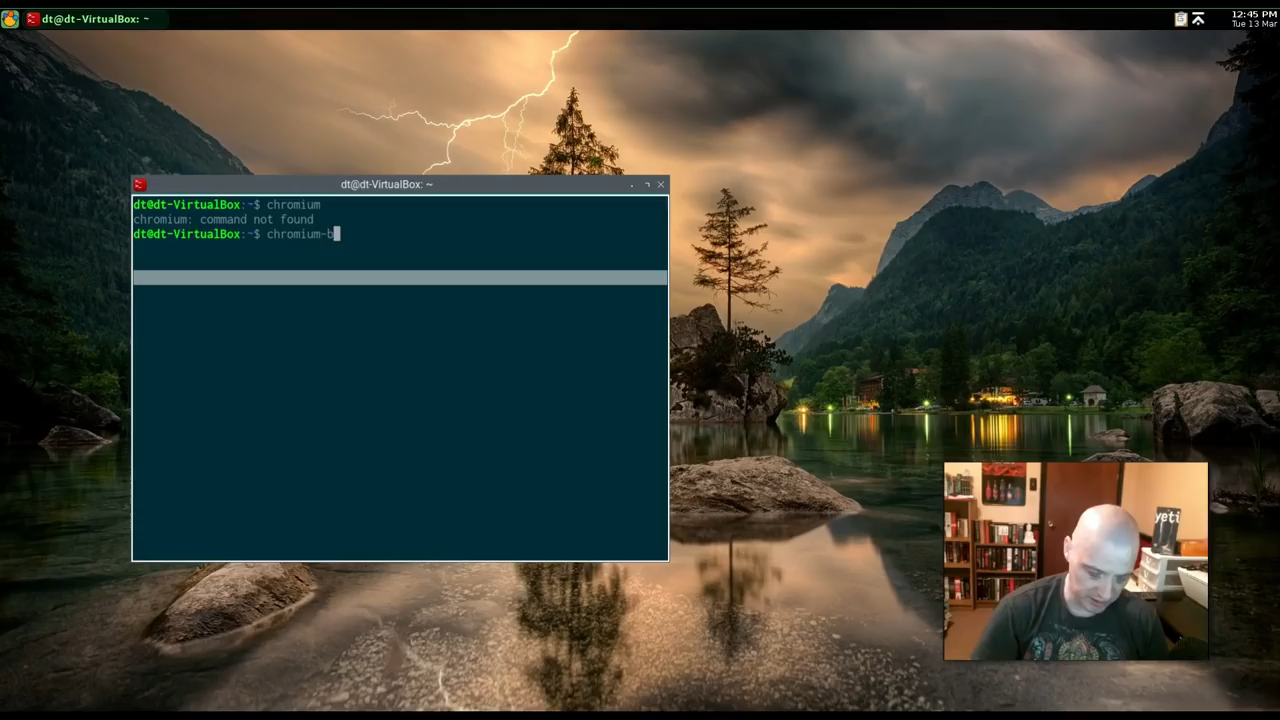 dt@dt-VirtualBox: ~
12:45 PM
Tue 13 Mar
dt@dt-VirtualBox: ~
dt@dt-VirtualBox:~$ chromium
chromium: command not found
dt@dt-VirtualBox:~$ chromium-b
yeti